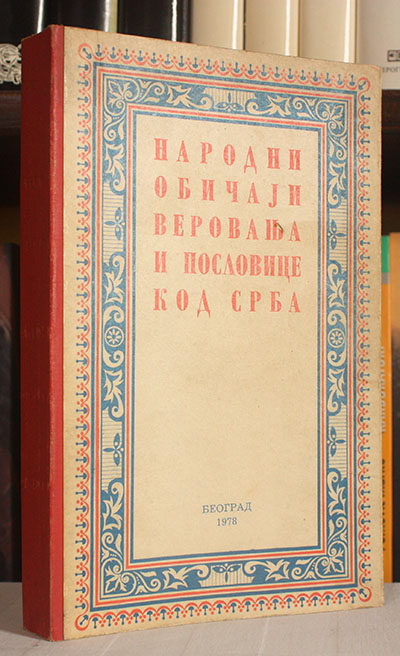 НАРОДНИ
ОБИЧАЈИ
ВЕРОВАЊА
И ПОСЛОВИЦЕ
КОД СРБА
БЕОГРАД
1978